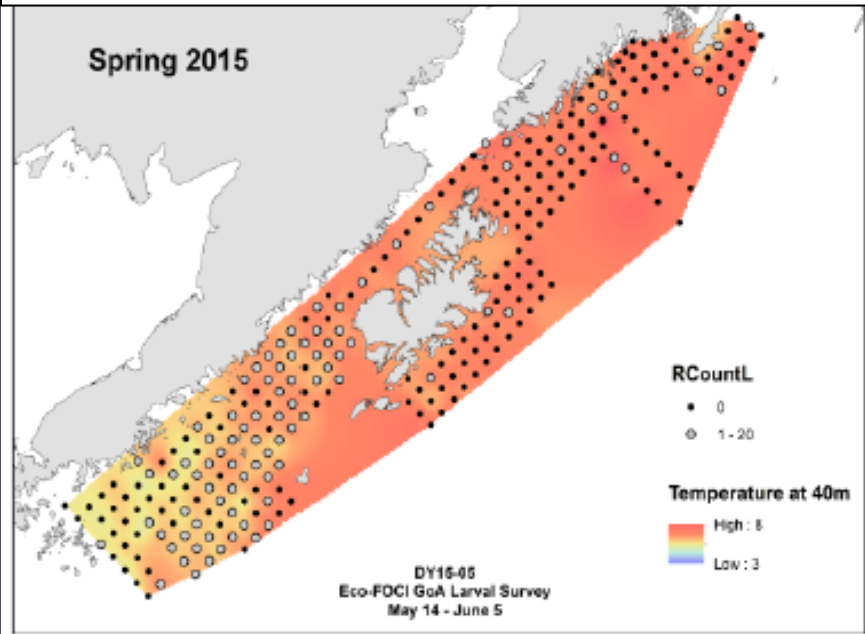 Spring 2015
RCountL
0
1 - 20
Temperature at 40m
High : 8
Low : 3
DY15-05
Eco-FOCI GoA Larval Survey
May 14 - June 5